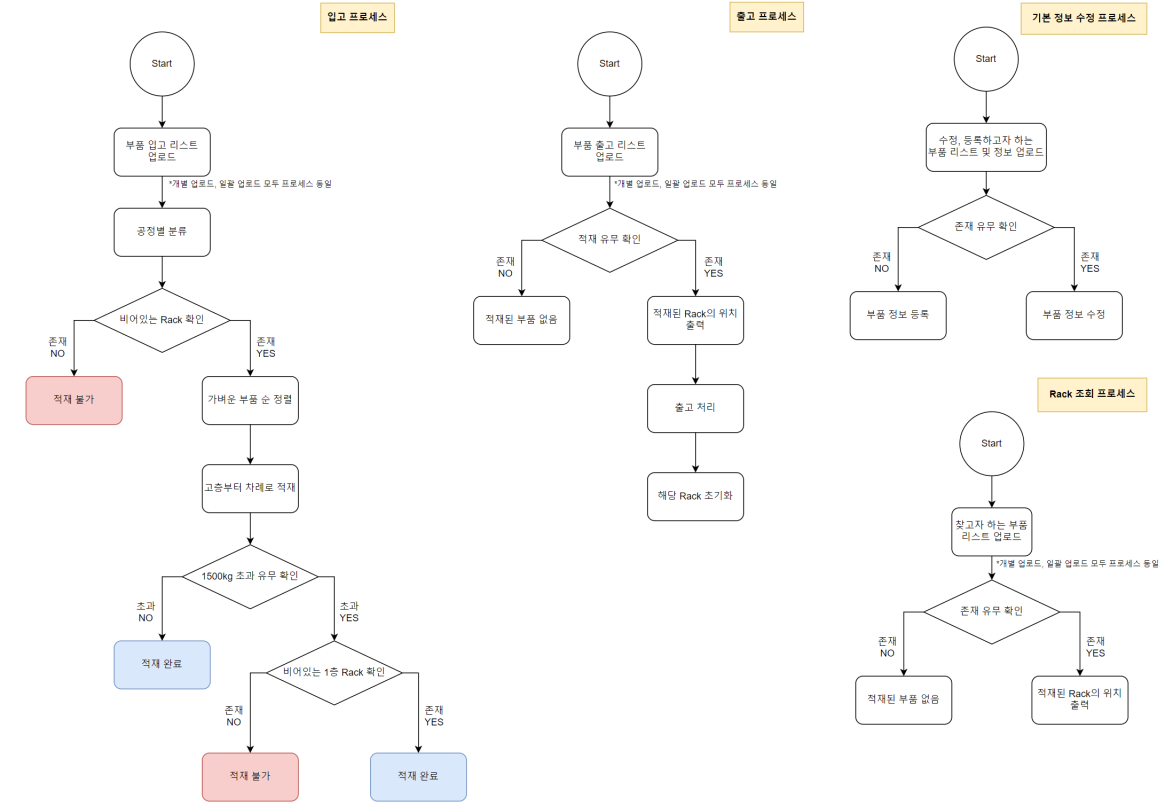 입고 프로세스
Start
부품 입고 리스트
업로드
*개별 업로드, 일괄 업로드 모두 프로세스 동일
공정별 분류
비어있는 Rack 확인
존재
NO
존재
YES
적재 불가
가벼운 부품 순 정렬
고층부터 차례로 적재
1500kg 초과 유무 확인
초과
NO
초과
YES
적재 완료
비어있는 1층 Rack 확인
존재
NO
존재
YES
적재 불가
적재 완료
출고 프로세스
Start
부품 출고 리스트
업로드
*개별 업로드, 일괄 업로드 모두 프로세스 동일
적재 유무 확인
존재
NO
존재
YES
적재된 부품 없음
적재된 Rack의 위치
출력
출고 처리
해당 Rack 초기화
기본 정보 수정 프로세스
Start
수정, 등록하고자 하는
부품 리스트 및 정보 업로드
존재 유무 확인
존재
NO
존재
YES
부품 정보 등록
부품 정보 수정
Rack 조회 프로세스
Start
찾고자 하는 부품
리스트 업로드
*개별 업로드, 일괄 업로드 모두 프로세스 동일
존재 유무 확인
존재
NO
존재
YES
적재된 부품 없음
적재된 Rack의 위치
출력